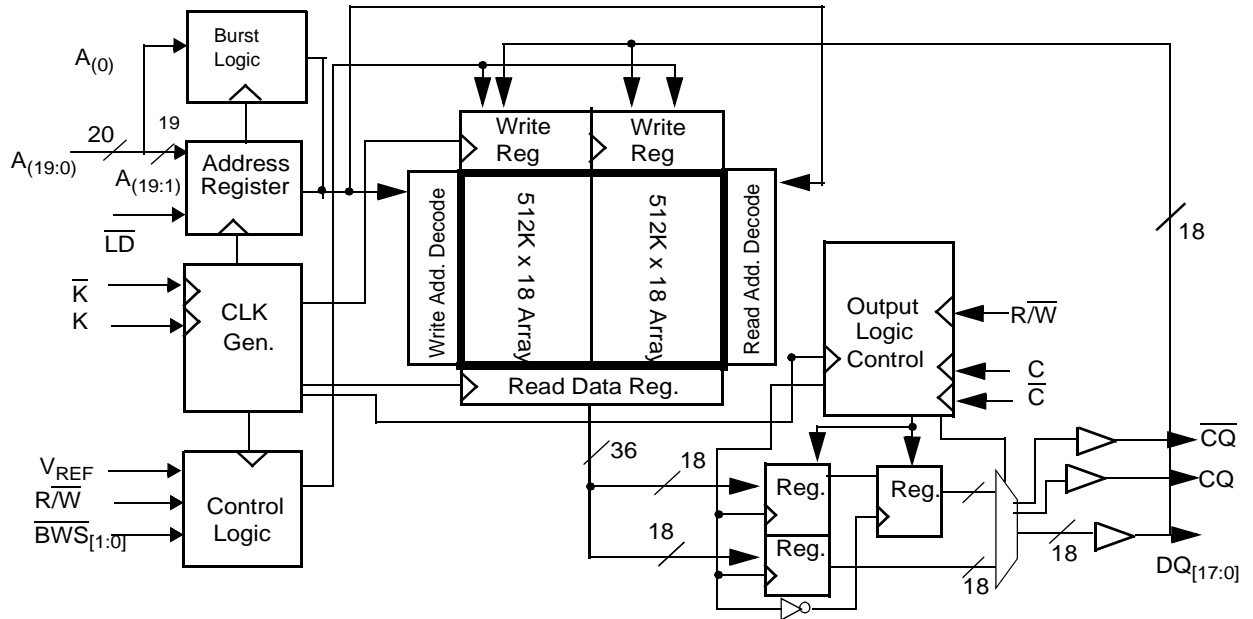 Burst
Logic
A(0)
20
19
A(19:0)
A(19:1)
Address
Register
LD
K
K
CLK
Gen.
VREF
R/W
BWS[1:0]
Control
Logic
Write
Reg
Write
Reg
Write Add. Decode
512K x 18 Array
512K x 18 Array
Read Add. Decode
Read Data Reg.
36
18
18
Output
Logic
Control
R/W
C
C
18
Reg.
Reg.
Reg.
18
18
CQ
CQ
DQ[17:0]